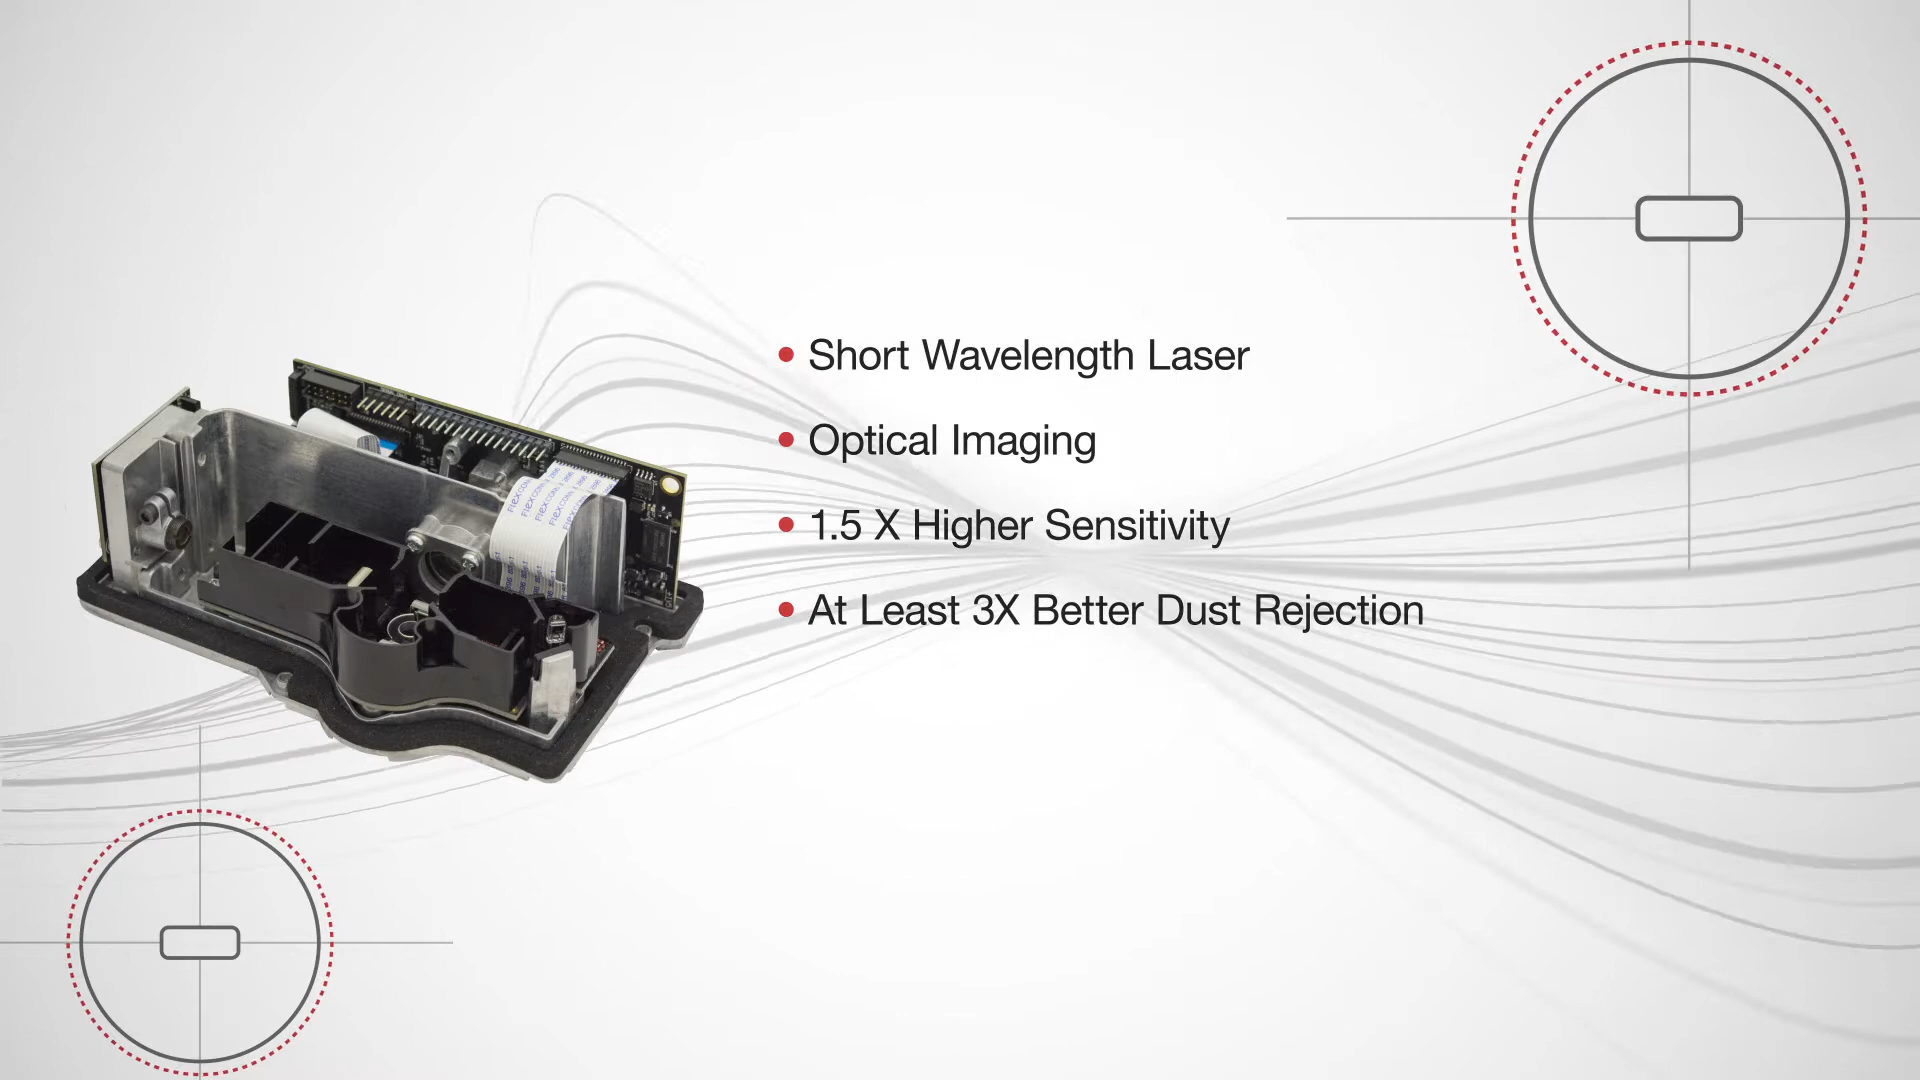 Short Wavelength Laser
Optical Imaging
1.5 X Higher Sensitivity
At Least 3X Better Dust Rejection